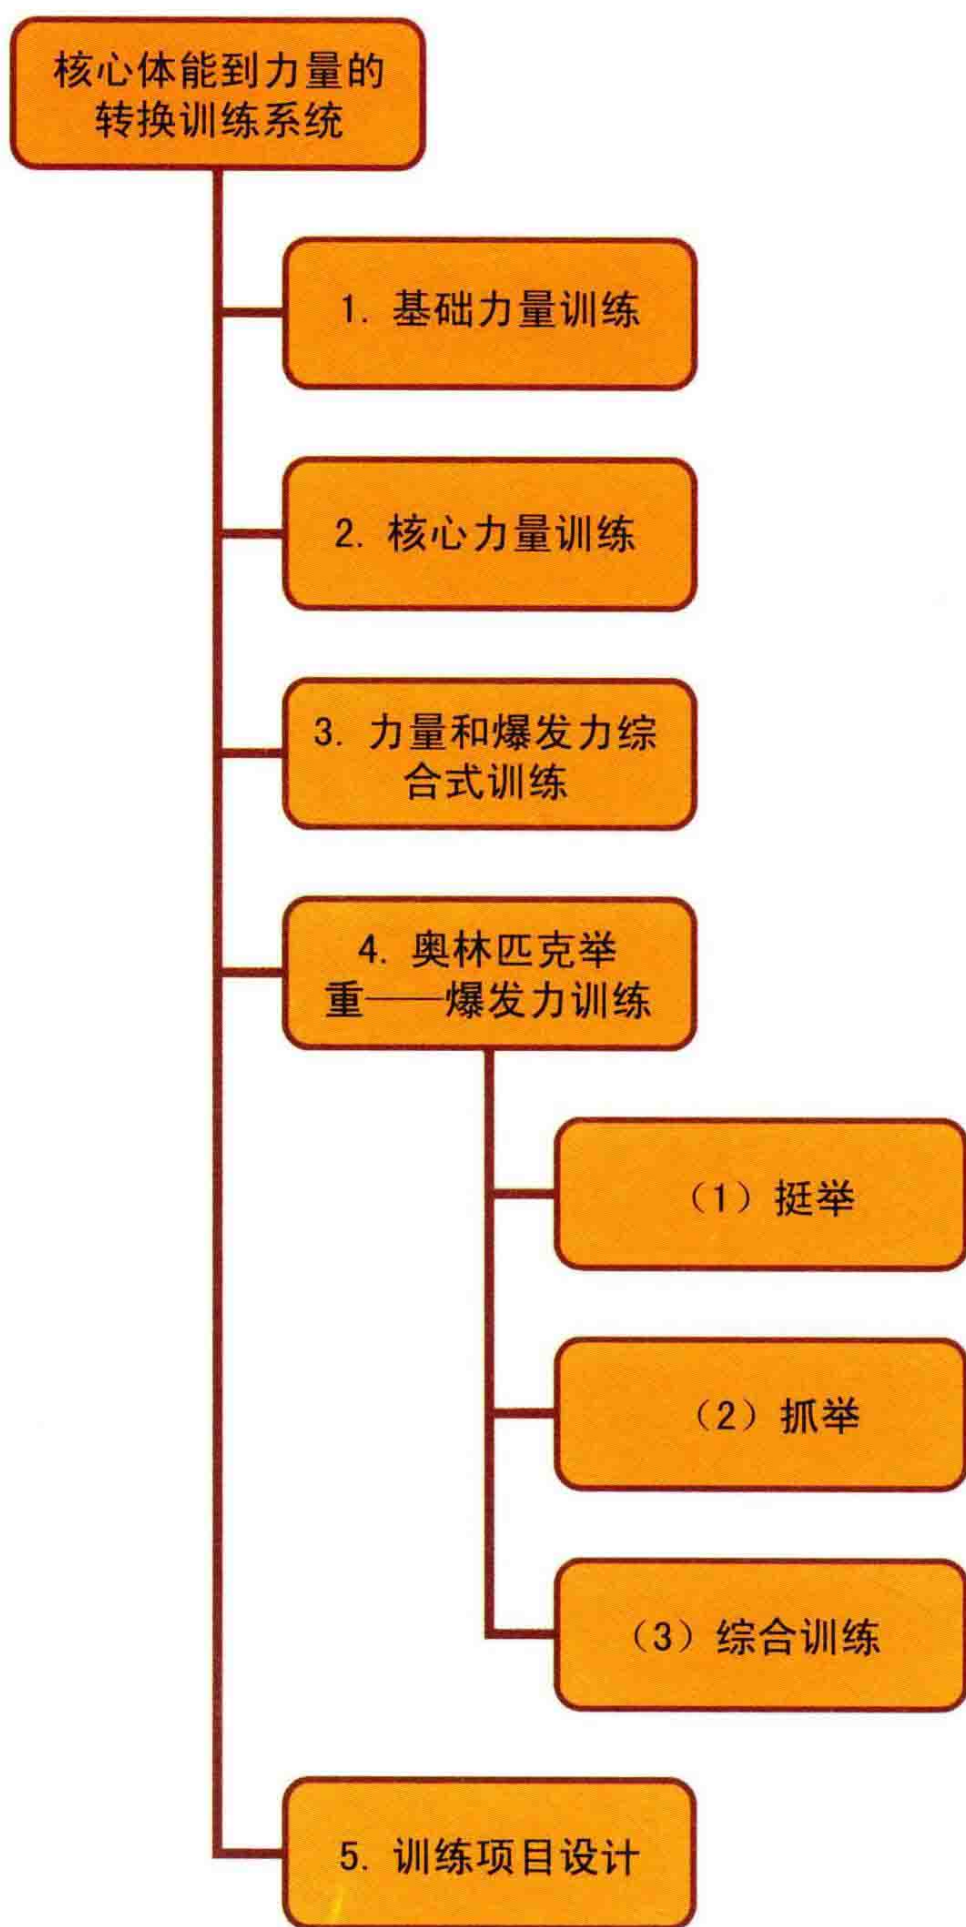 核心体能到力量的
转换训练系统
1. 基础力量训练
2. 核心力量训练
3. 力量和爆发力综
合式训练
4. 奥林匹克举
重——爆发力训练
（1）挺举
（2）抓举
（3）综合训练
5. 训练项目设计